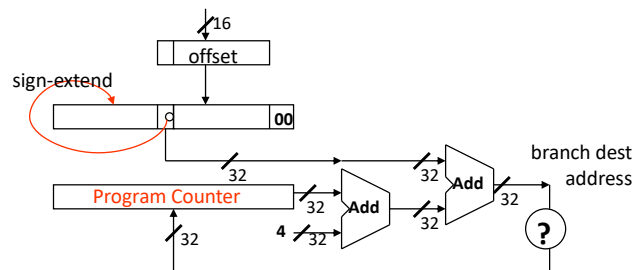 16
offset
sign-extend
00
32
32
branch dest
address
Program Counter
32
Add
Add
32
4
32
32
32
?